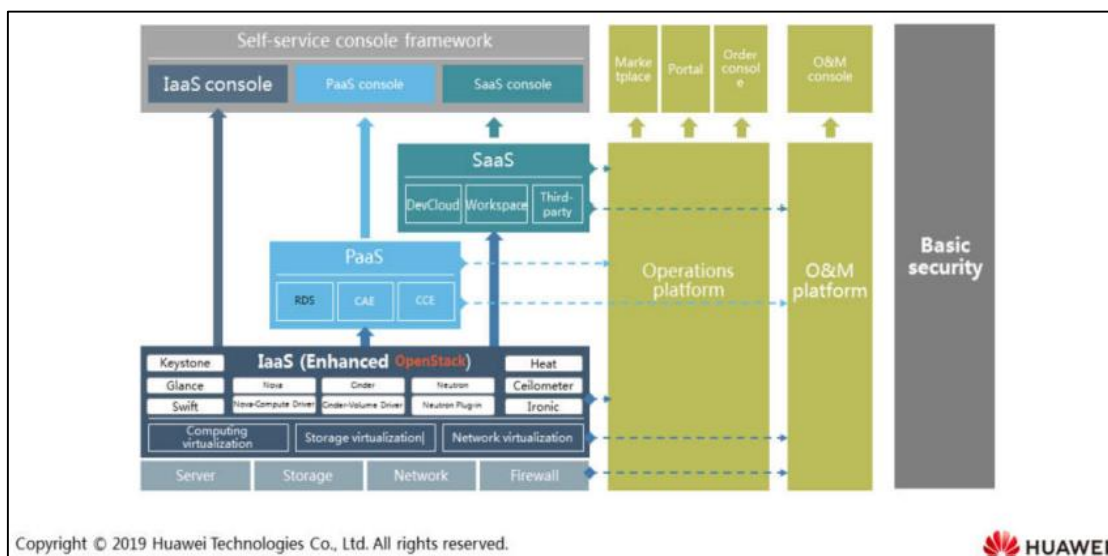 Self-service console framework
IaaS console
PaaS console
SaaS console
Marke
tplace
Portal
Order
consol
e
O&M
console
SaaS
DevCloud
Workspace
Third-
party
PaaS
RDS
CAE
CCE
Operations
platform
O&M
platform
Basic
security
IaaS (Enhanced OpenStack)
Keystone
Heat
Glance
Nova
Cinder
Neutron
Ceilometer
Swift
Nova-Compute Driver
Cinder-Volume Driver
Neutron Plug-in
Ironic
Computing
virtualization
Storage virtualization|
Network virtualization
Server
Storage
Network
Firewall
Copyright © 2019 Huawei Technologies Co., Ltd. All rights reserved.
HUAWEI